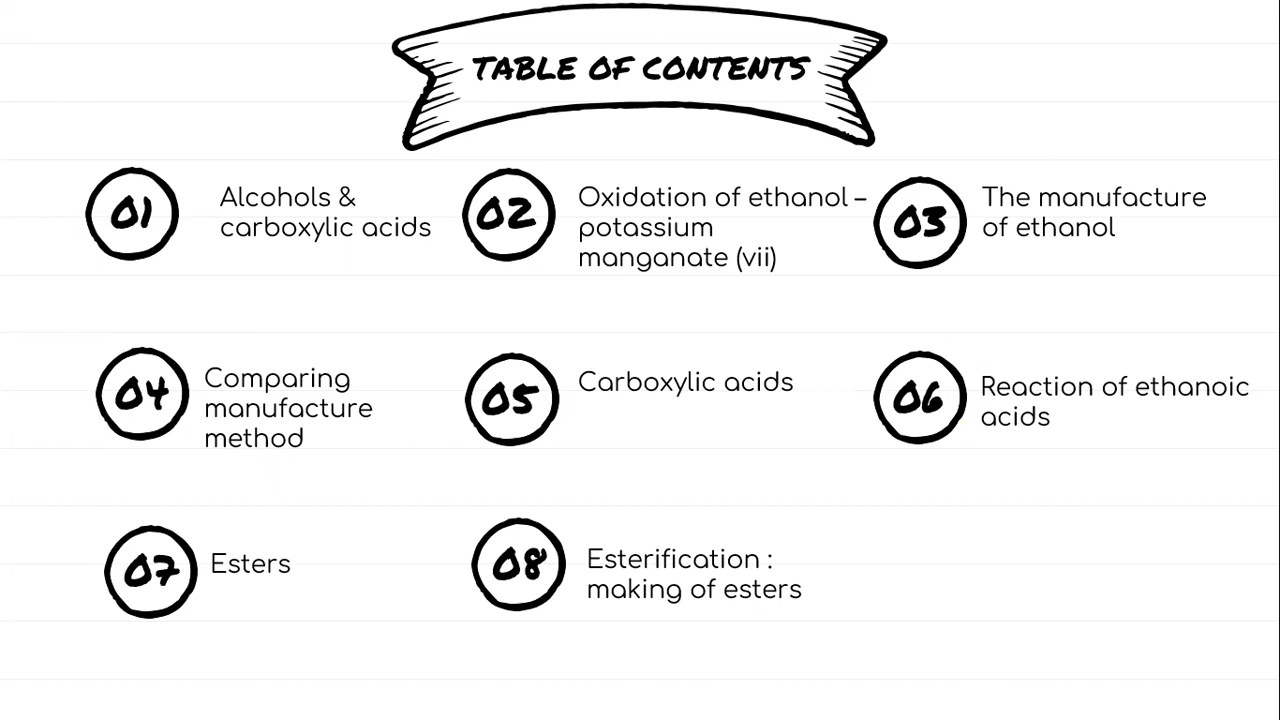 TABLE OF CONTENTS
01
Alcohols &
carboxylic acids
02
Oxidation of ethanol –
potassium
manganate (vii)
03
The manufacture
of ethanol
04
Comparing
manufacture
method
05
Carboxylic acids
06
Reaction of ethanoic
acids
07
Esters
08
Esterification :
making of esters